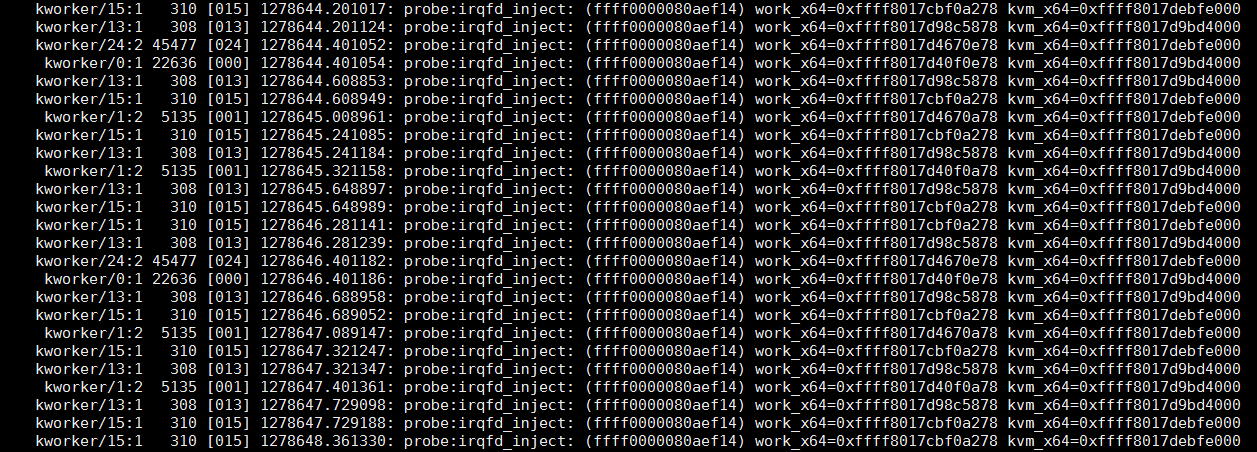 kworker/15:1   310 [015] 1278644.201017: probe:irqfd_inject: (ffff0000080aef14) work_x64=0xffff8017cbf0a278 kvm_x64=0xffff8017debfe000
kworker/13:1   308 [013] 1278644.201124: probe:irqfd_inject: (ffff0000080aef14) work_x64=0xffff8017d98c5878 kvm_x64=0xffff8017d9bd4000
kworker/24:2 45477 [024] 1278644.401052: probe:irqfd_inject: (ffff0000080aef14) work_x64=0xffff8017d4670e78 kvm_x64=0xffff8017d9bd4000
kworker/0:1 22636 [000] 1278644.401054: probe:irqfd_inject: (ffff0000080aef14) work_x64=0xffff8017d40f0e78 kvm_x64=0xffff8017d9bd4000
kworker/13:1   308 [013] 1278644.608853: probe:irqfd_inject: (ffff0000080aef14) work_x64=0xffff8017d98c5878 kvm_x64=0xffff8017d9bd4000
kworker/15:1   310 [015] 1278644.608949: probe:irqfd_inject: (ffff0000080aef14) work_x64=0xffff8017cbf0a278 kvm_x64=0xffff8017debfe000
kworker/1:2  5135 [001] 1278645.008961: probe:irqfd_inject: (ffff0000080aef14) work_x64=0xffff8017d4670a78 kvm_x64=0xffff8017debfe000
kworker/15:1   310 [015] 1278645.241085: probe:irqfd_inject: (ffff0000080aef14) work_x64=0xffff8017cbf0a278 kvm_x64=0xffff8017debfe000
kworker/13:1   308 [013] 1278645.241184: probe:irqfd_inject: (ffff0000080aef14) work_x64=0xffff8017d98c5878 kvm_x64=0xffff8017d9bd4000
kworker/1:2  5135 [001] 1278645.321158: probe:irqfd_inject: (ffff0000080aef14) work_x64=0xffff8017d40f0a278 kvm_x64=0xffff8017d9bd4000
kworker/13:1   308 [013] 1278645.648897: probe:irqfd_inject: (ffff0000080aef14) work_x64=0xffff8017d98c5878 kvm_x64=0xffff8017d9bd4000
kworker/15:1   310 [015] 1278645.648989: probe:irqfd_inject: (ffff0000080aef14) work_x64=0xffff8017cbf0a278 kvm_x64=0xffff8017debfe000
kworker/15:1   310 [015] 1278646.281141: probe:irqfd_inject: (ffff0000080aef14) work_x64=0xffff8017cbf0a278 kvm_x64=0xffff8017debfe000
kworker/13:1   308 [013] 1278646.281239: probe:irqfd_inject: (ffff0000080aef14) work_x64=0xffff8017d98c5878 kvm_x64=0xffff8017d9bd4000
kworker/24:2 45477 [024] 1278646.401182: probe:irqfd_inject: (ffff0000080aef14) work_x64=0xffff8017d4670e78 kvm_x64=0xffff8017d9bd4000
kworker/0:1 22636 [000] 1278646.401186: probe:irqfd_inject: (ffff0000080aef14) work_x64=0xffff8017d40f0e78 kvm_x64=0xffff8017d9bd4000
kworker/13:1   308 [013] 1278646.688958: probe:irqfd_inject: (ffff0000080aef14) work_x64=0xffff8017d98c5878 kvm_x64=0xffff8017d9bd4000
kworker/15:1   310 [015] 1278646.689052: probe:irqfd_inject: (ffff0000080aef14) work_x64=0xffff8017cbf0a278 kvm_x64=0xffff8017debfe000
kworker/1:2  5135 [001] 1278647.089147: probe:irqfd_inject: (ffff0000080aef14) work_x64=0xffff8017d4670a78 kvm_x64=0xffff8017debfe000
kworker/15:1   310 [015] 1278647.321247: probe:irqfd_inject: (ffff0000080aef14) work_x64=0xffff8017cbf0a278 kvm_x64=0xffff8017debfe000
kworker/13:1   308 [013] 1278647.321347: probe:irqfd_inject: (ffff0000080aef14) work_x64=0xffff8017d98c5878 kvm_x64=0xffff8017d9bd4000
kworker/1:2  5135 [001] 1278647.401361: probe:irqfd_inject: (ffff0000080aef14) work_x64=0xffff8017d40f0a278 kvm_x64=0xffff8017d9bd4000
kworker/13:1   308 [013] 1278647.729098: probe:irqfd_inject: (ffff0000080aef14) work_x64=0xffff8017d98c5878 kvm_x64=0xffff8017d9bd4000
kworker/15:1   310 [015] 1278647.729188: probe:irqfd_inject: (ffff0000080aef14) work_x64=0xffff8017cbf0a278 kvm_x64=0xffff8017debfe000
kworker/15:1   310 [015] 1278648.361330: probe:irqfd_inject: (ffff0000080aef14) work_x64=0xffff8017cbf0a278 kvm_x64=0xffff8017debfe000